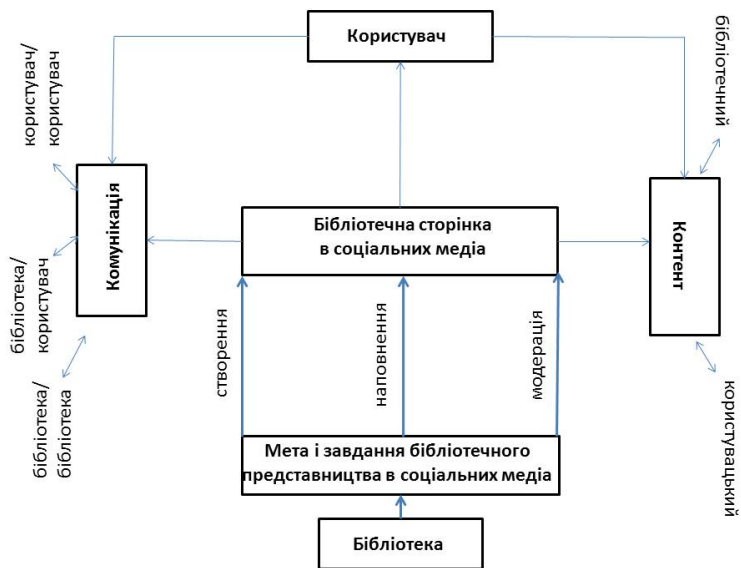 Користувач
користувач/
користувач
бібліотечний
Комунікація
Бібліотечна сторінка
в соціальних медіа
Контент
бібліотека/
користувач
створення
наповнення
модерація
бібліотека/
бібліотека
користувацький
Мета і завдання бібліотечного
представництва в соціальних медіа
Бібліотека